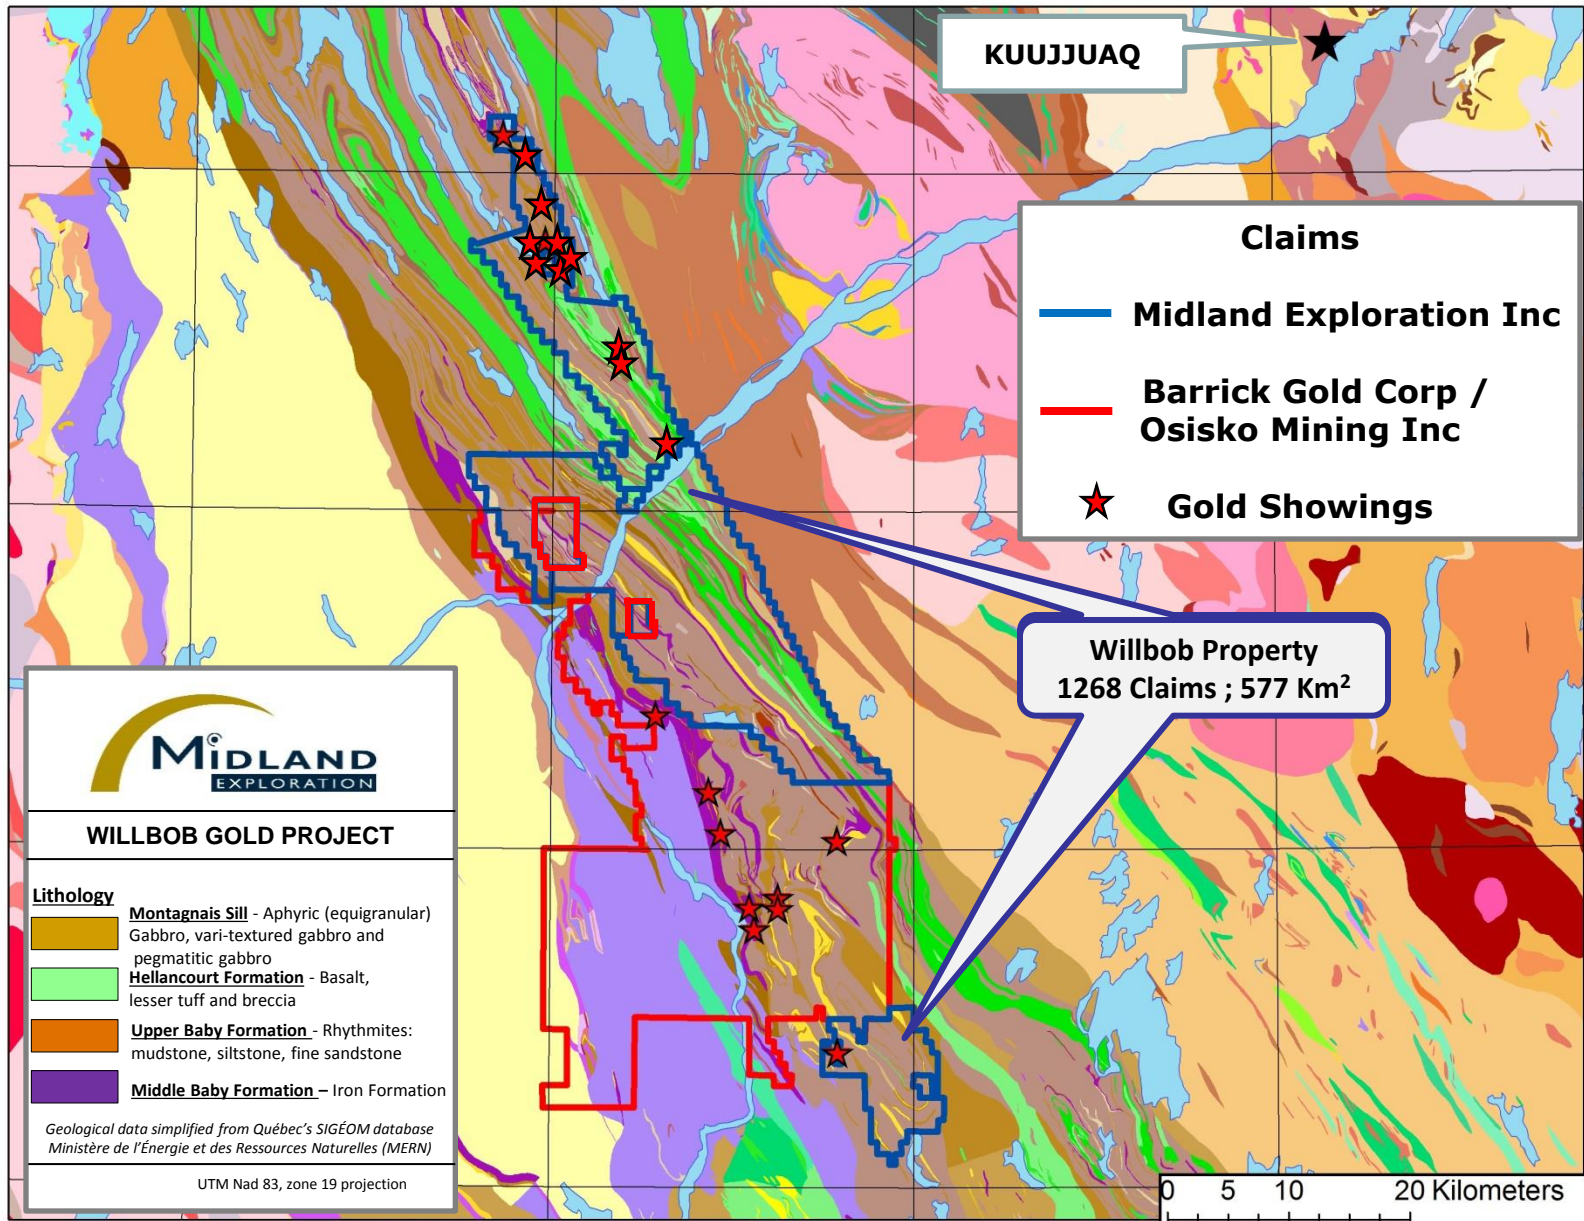 KUUJJUAQ
Claims
Midland Exploration Inc
Barrick Gold Corp /
Osisko Mining Inc
Gold Showings
Willbob Property
1268 Claims ; 577 Km²
MiDLAND
EXPLORATION
WILLBOB GOLD PROJECT
Lithology
Montagnais Sill - Aphyric (equigranular)
Gabbro, vari-textured gabbro and
pegmatitic gabbro
Hellancourt Formation - Basalt,
lesser tuff and breccia
Upper Baby Formation - Rhythmites:
mudstone, siltstone, fine sandstone
Middle Baby Formation – Iron Formation
Geological data simplified from Québec’s SIGÉOM database
Ministère de l’Énergie et des Ressources Naturelles (MERN)
UTM Nad 83, zone 19 projection
0 5 10 20 Kilometers